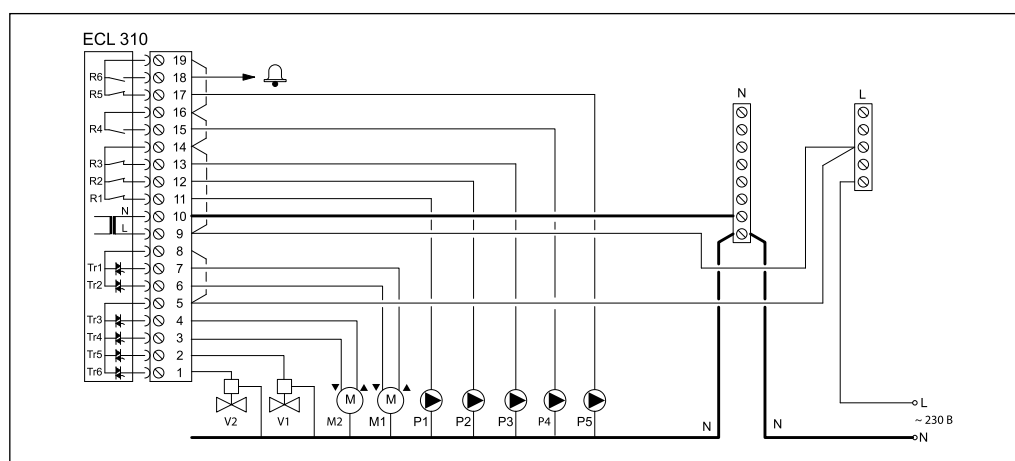 ECL 310
19
R6 18
R5 17
16
R4 15
14
R3 13
R2 12
R1 11
N 10
L 9
8
Tr1 7
Tr2 6
5
Tr3 4
Tr4 3
Tr5 2
Tr6 1
N
L
M M
V2 V1 M2 M1 P1 P2 P3 P4 P5
N N
L
~ 230 В
N